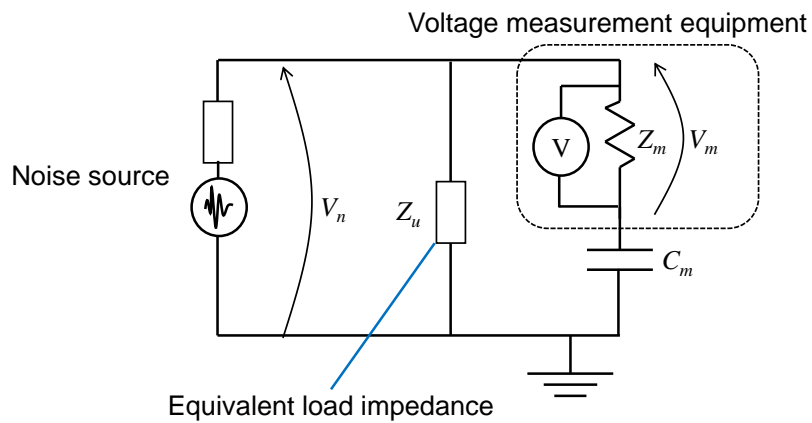 Voltage measurement equipment
V
Zm
Vm
Noise source
Vn
Zu
Cm
Equivalent load impedance